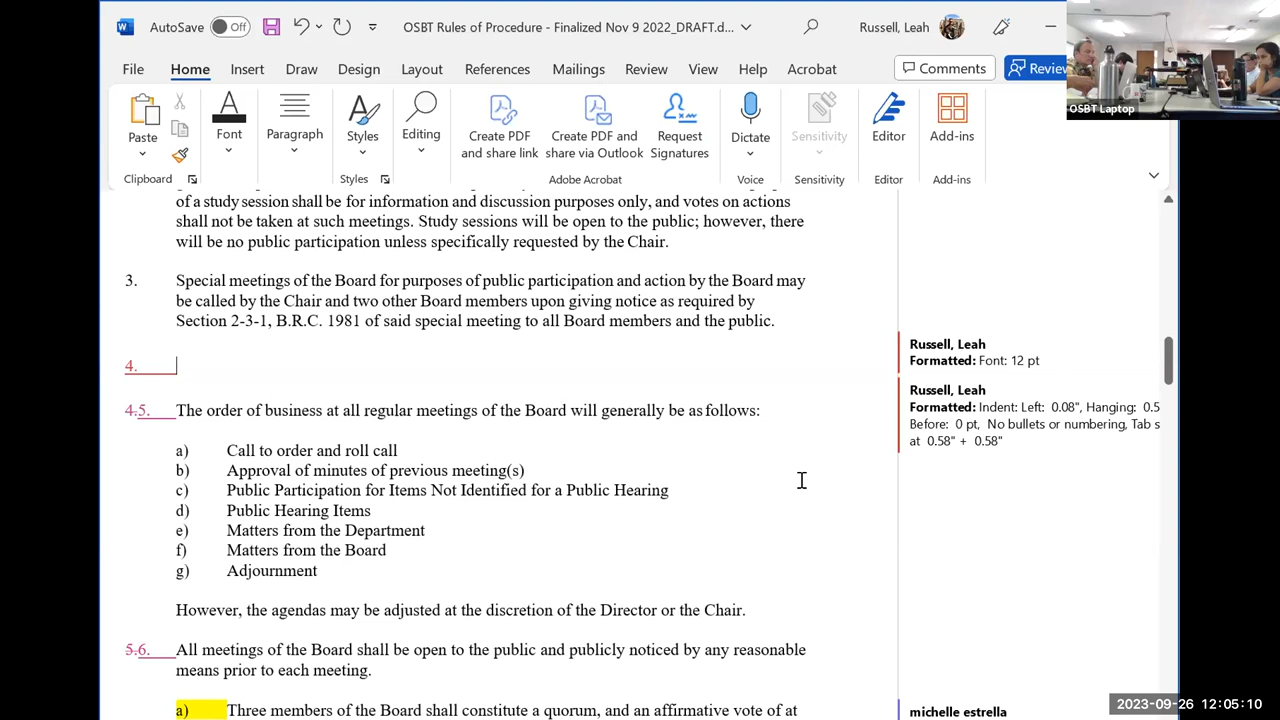 AutoSave Off OSBT Rules of Procedure - Finalized Nov 9 2022_DRAFT.d... Russell, Leah
File Home Insert Draw Design Layout References Mailings Review View Help Acrobat Comments Review
Paste Font Paragraph Styles Editing Create PDF and share link Create PDF and share via Outlook Request Signatures Dictate Sensitivity Editor Add-ins
Clipboard Styles Adobe Acrobat Voice Sensitivity Editor Add-ins
OSBT Laptop
of a study session shall be for information and discussion purposes only, and votes on actions
shall not be taken at such meetings. Study sessions will be open to the public; however, there
will be no public participation unless specifically requested by the Chair.
3. Special meetings of the Board for purposes of public participation and action by the Board may
be called by the Chair and two other Board members upon giving notice as required by
Section 2-3-1, B.R.C. 1981 of said special meeting to all Board members and the public.
4.
4.5. The order of business at all regular meetings of the Board will generally be as follows:
a) Call to order and roll call
b) Approval of minutes of previous meeting(s)
c) Public Participation for Items Not Identified for a Public Hearing
d) Public Hearing Items
e) Matters from the Department
f) Matters from the Board
g) Adjournment
However, the agendas may be adjusted at the discretion of the Director or the Chair.
5.6. All meetings of the Board shall be open to the public and publicly noticed by any reasonable
means prior to each meeting.
a) Three members of the Board shall constitute a quorum, and an affirmative vote of at
Russell, Leah
Formatted: Font: 12 pt
Russell, Leah
Formatted: Indent: Left: 0.08", Hanging: 0.5
Before: 0 pt, No bullets or numbering, Tab s
at 0.58" + 0.58"
michelle estrella
2023-09-26 12:05:10